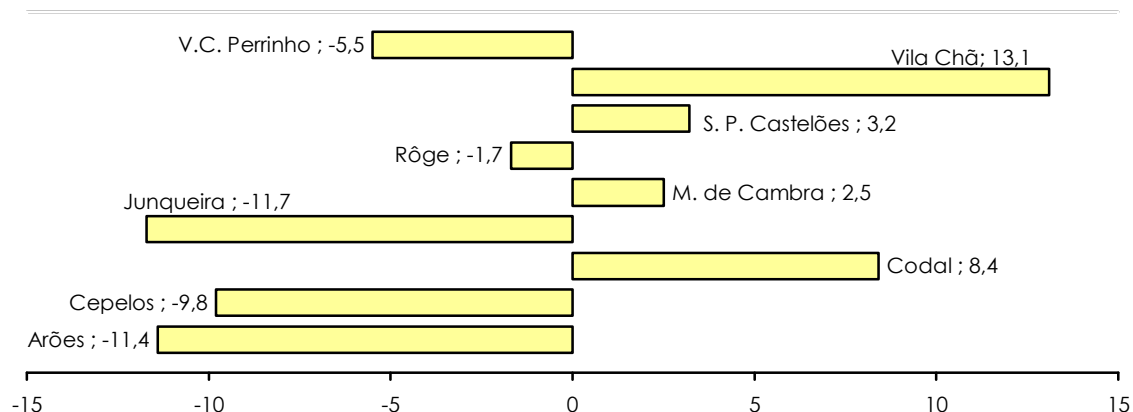 V.C. Perrinho ; -5,5
Vila Chã; 13,1
S. P. Castelões ; 3,2
Rôge ; -1,7
M. de Cambra ; 2,5
Junqueira ; -11,7
Codal ; 8,4
Cepelos ; -9,8
Arões ; -11,4
-15 -10 -5 0 5 10 15